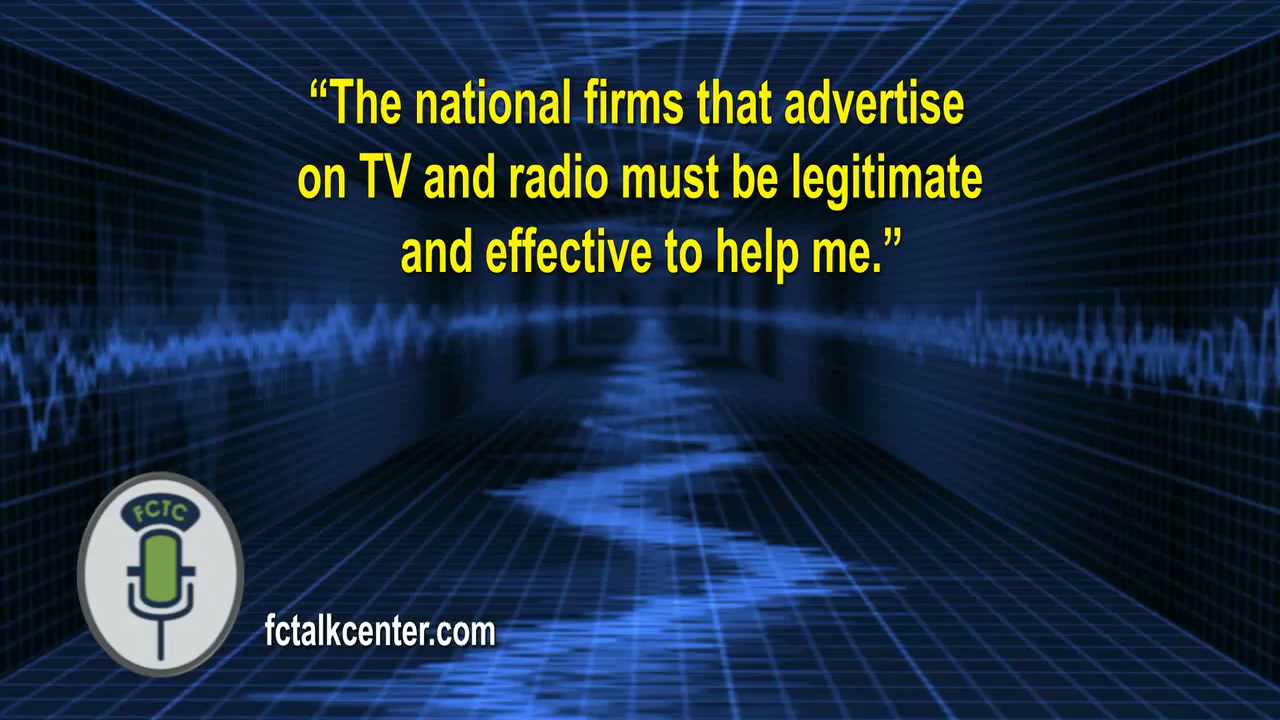 “The national firms that advertise
on TV and radio must be legitimate
and effective to help me.”
FCTC
fctalkcenter.com